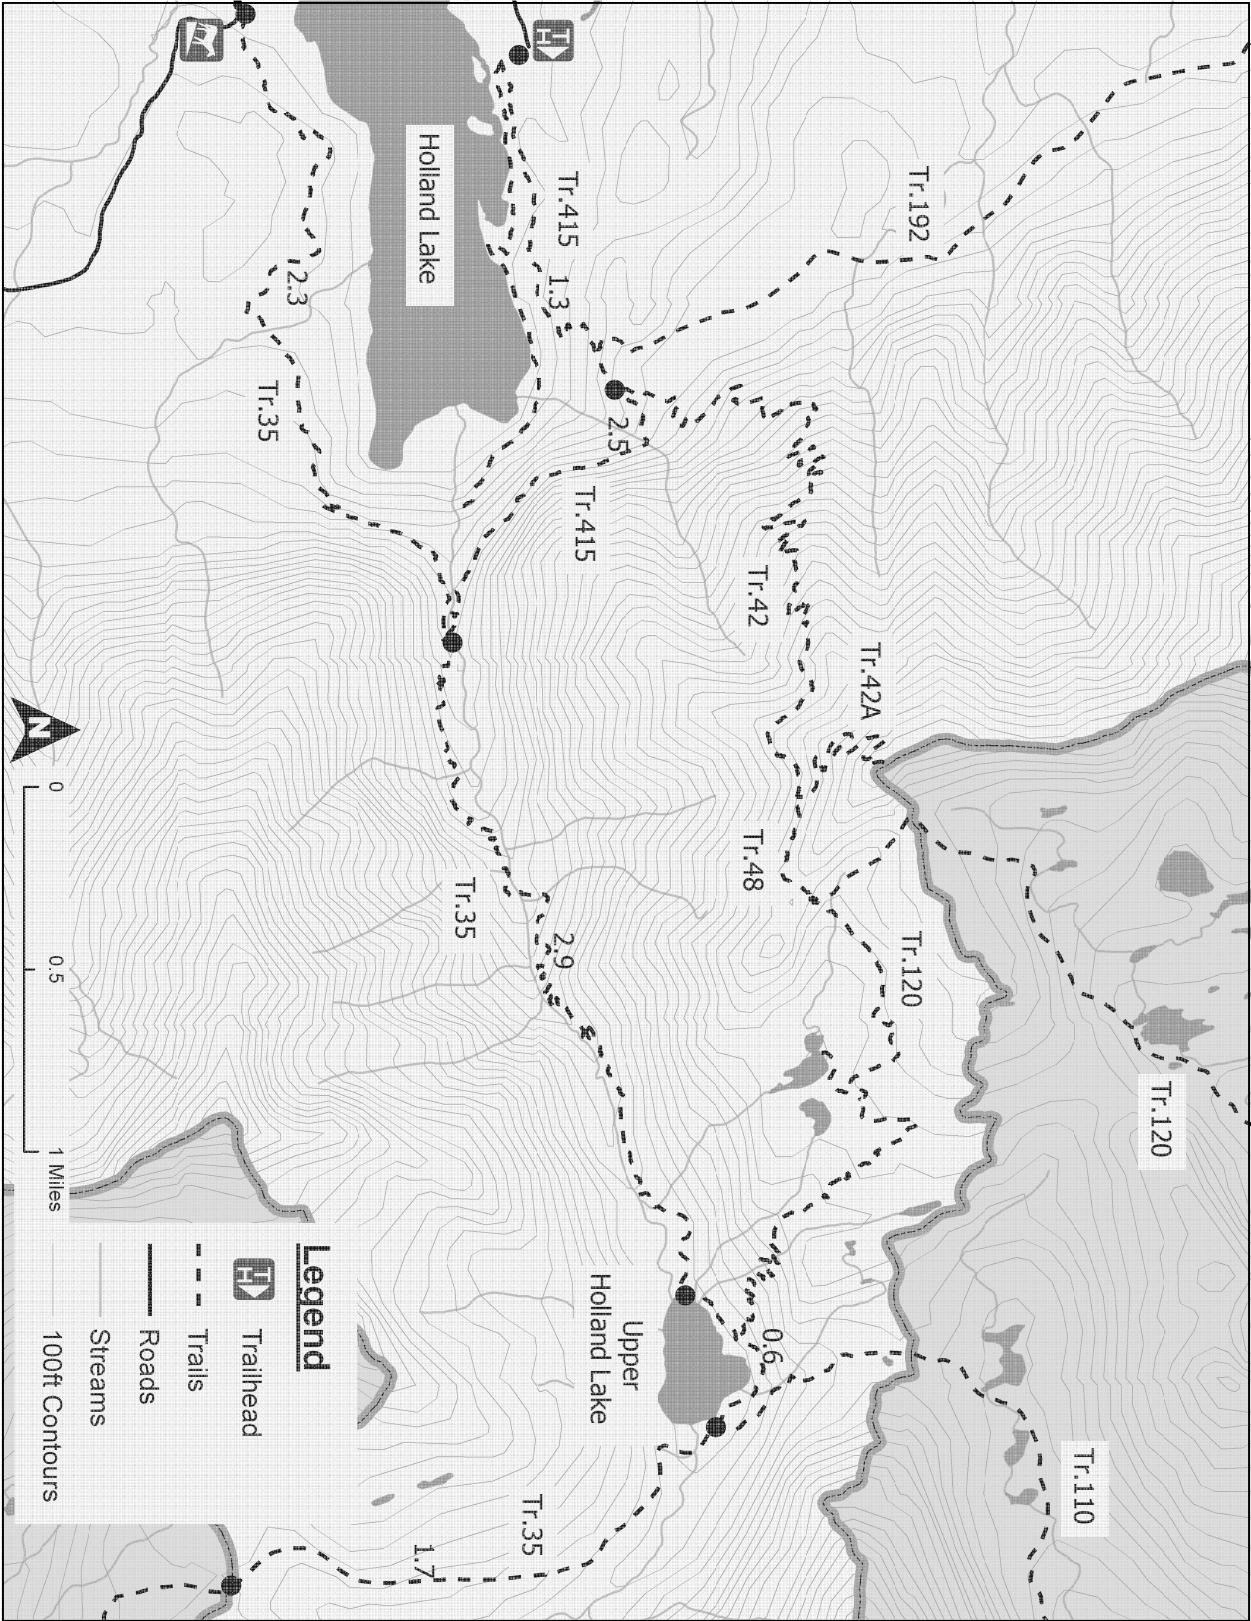 Tr.192
Tr.415
1.3
Holland Lake
2.3
Tr.35
2.5
Tr.415
Tr.42
Tr.42A
Tr.48
Tr.120
Tr.120
Tr.35
2.9
0.6
Tr.110
Upper
Holland Lake
Tr.35
1.7
N
0
0.5
1 Miles
Legend
Trailhead
Trails
Roads
Streams
100ft Contours